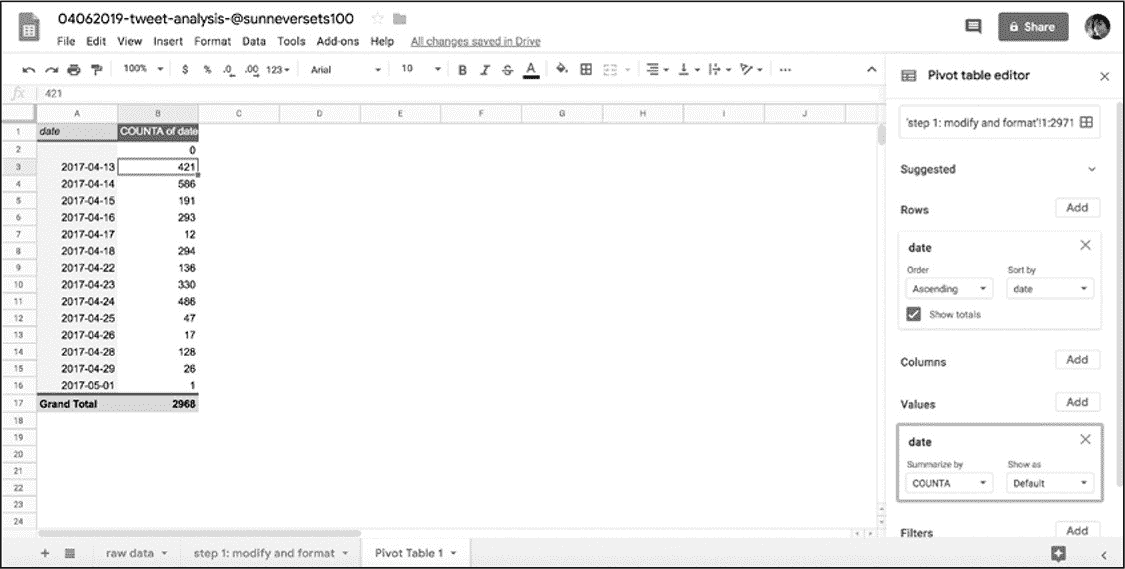 04062019-tweet-analysis-@sunneversets100
File Edit View Insert Format Data Tools Add-ons Help All changes saved in Drive
Share
100% $ % .0 .00 123 Arial 10 B I S A ...
fx 421
A B C D E F G H I J
1 date COUNTA of date
2 0
3 2017-04-13 421
4 2017-04-14 586
5 2017-04-15 191
6 2017-04-16 293
7 2017-04-17 12
8 2017-04-18 294
9 2017-04-22 136
10 2017-04-23 330
11 2017-04-24 486
12 2017-04-25 47
13 2017-04-26 17
14 2017-04-28 128
15 2017-04-29 26
16 2017-05-01 1
17 Grand Total 2968
18
19
20
21
22
23
24
raw data step 1: modify and format Pivot Table 1
Pivot table editor
'step 1: modify and format'!1:2971
Suggested
Rows Add
date
Order Sort by
Ascending date
Show totals
Columns Add
Values Add
date
Summarize by Show as
COUNTA Default
Filters Add